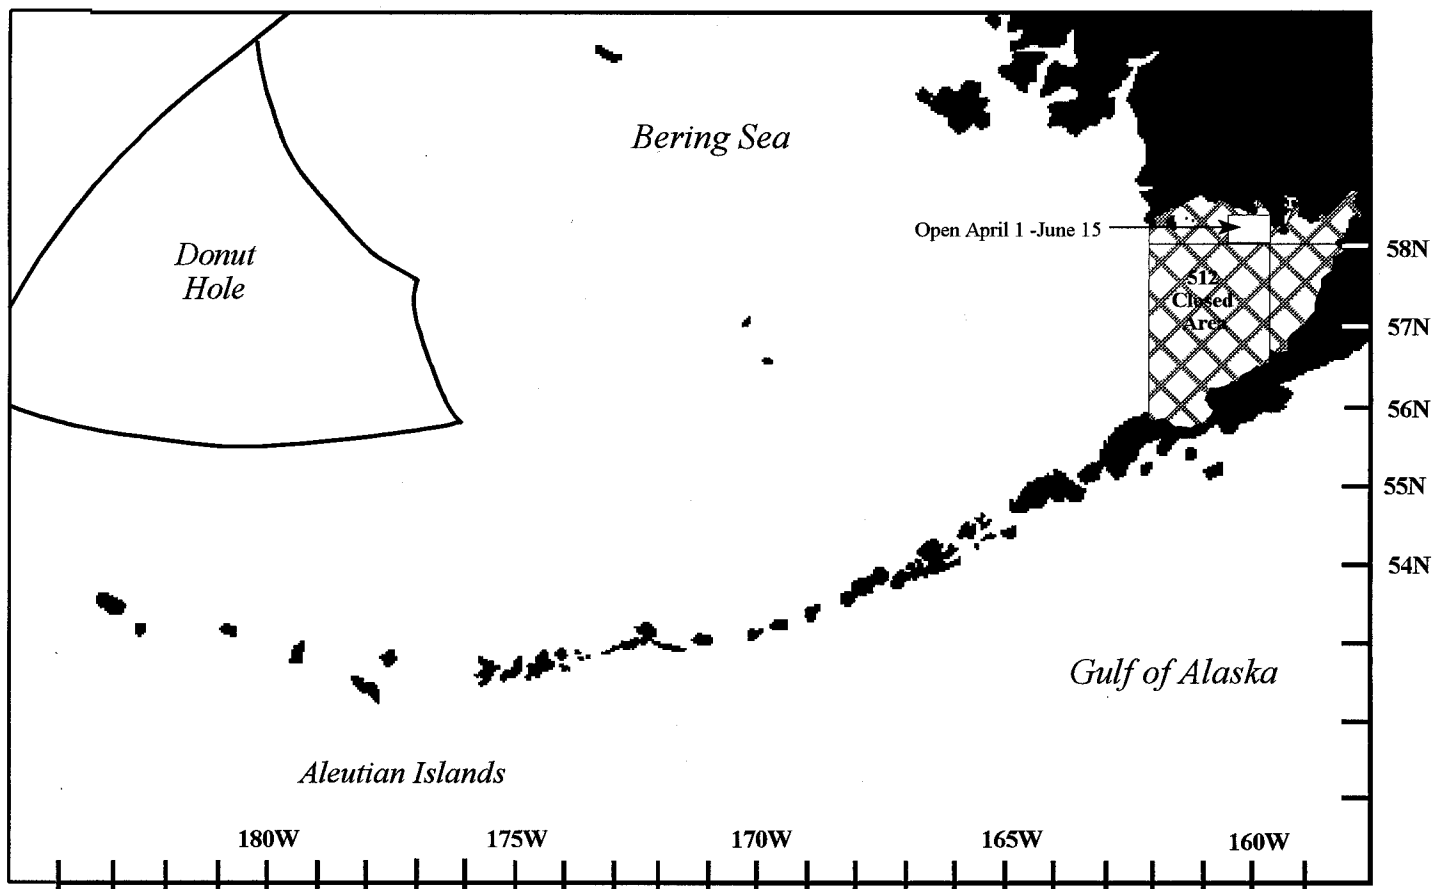 Bering Sea
Open April 1 -June 15
Donut
Hole
58N
512
Closed
Area
57N
56N
55N
54N
Gulf of Alaska
Aleutian Islands
180W
175W
170W
165W
160W